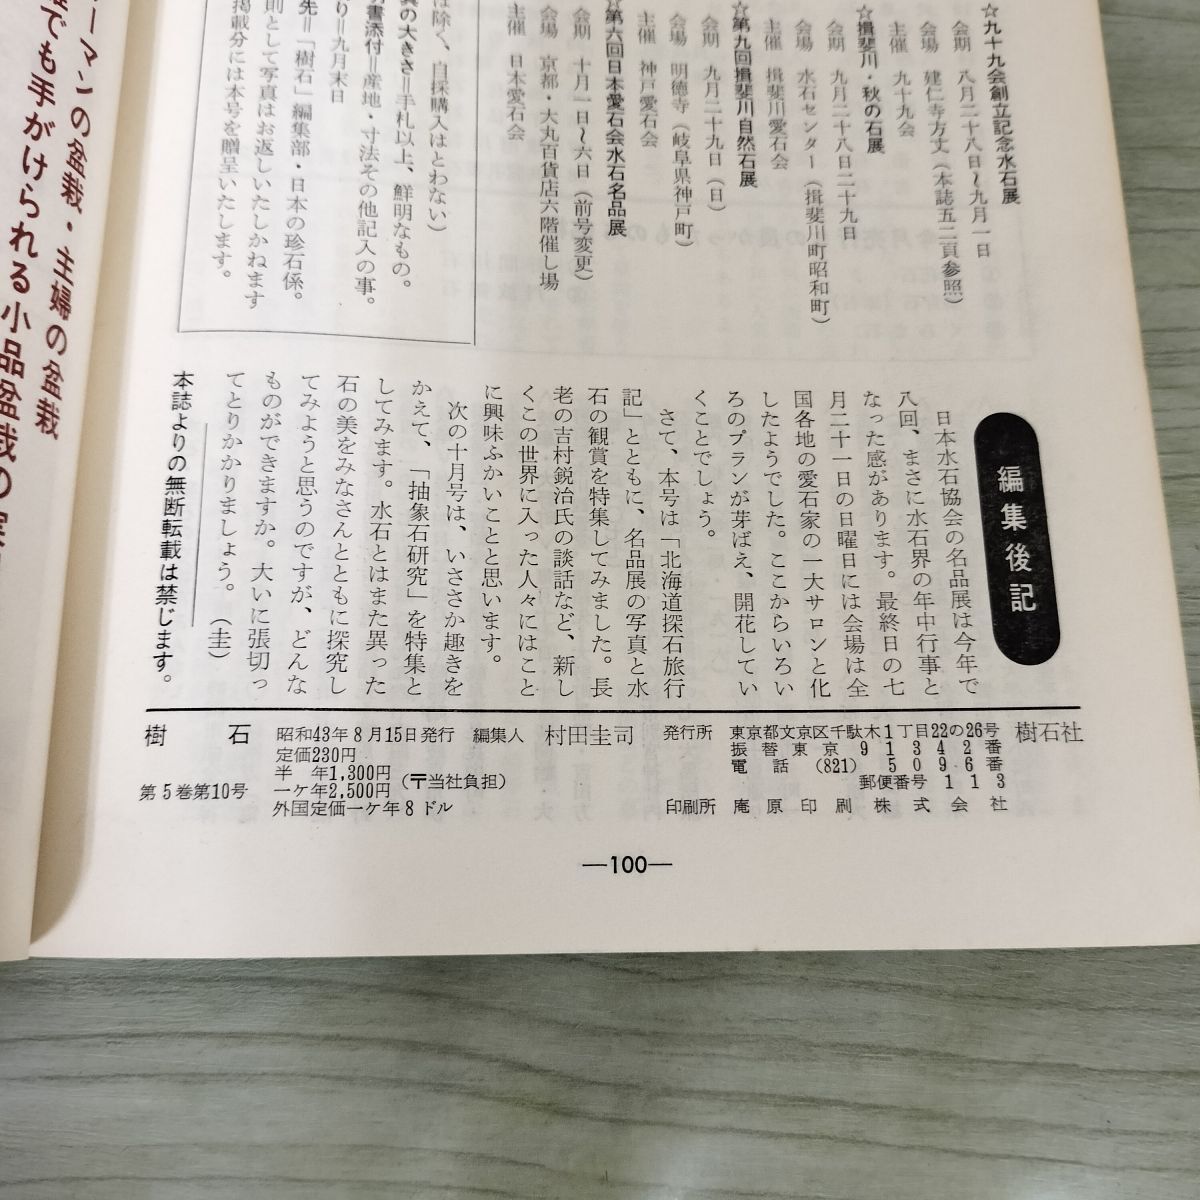 ☆九十九会創立記念水石展
会期　八月二十八日〜九月一日
会場　建仁寺方丈（本誌五二頁参照）
主催　九十九会
☆揖斐川・秋の石展
会期　九月二十八日二十九日
会場　水石センター（揖斐川町昭和町）
主催　揖斐川愛石会
☆第九回揖斐川自然石展
会期　九月二十九日（日）
会場　明徳寺（岐阜県神戸町）
主催　神戸愛石会
☆第六回日本愛石会水石名品展
会期　十月一日〜六日（前号変更）
会場　京都・大丸百貨店六階催し場
主催　日本愛石会
は除く、自採購入はとわない）
真の大きさ＝手札以上、鮮明なもの。
明書添付＝産地・寸法その他記入の事。
り＝九月末日
先＝「樹石」編集部・日本の珍石係。
則として写真はお返しいたしかねます
掲載分には本号を贈呈いたします。
ーマンの盆栽・主婦の盆栽
でも手がけられる小品盆栽の
編集後記
日本水石協会の名品展は今年で
八回、まさに水石界の年中行事と
なった感があります。最終日の七
月二十一日の日曜日には会場は全
国各地の愛石家の一大サロンと化
したようでした。ここからいろい
ろのプランが芽ばえ、開花してい
くことでしょう。
さて、本号は「北海道探石旅行
記」とともに、名品展の写真と水
石の観賞を特集してみました。長
老の吉村鋭治氏の談話など、新し
くこの世界に入った人々にはこと
に興味ふかいことと思います。
次の十月号は、いささか趣きを
かえて、「抽象石研究」を特集と
してみます。水石とはまた異った
石の美をみなさんとともに探究し
てみようと思うのですが、どんな
ものができますか。大いに張切っ
てとりかかりましょう。（圭）
本誌よりの無断転載は禁じます。
樹　石
第5巻第10号
昭和43年8月15日発行　編集人　村田圭司
定価230円
半　年1,300円
一ケ年2,500円（〒当社負担）
外国定価一ケ年8ドル
発行所　東京都文京区千駄木1丁目22の26号　樹石社
振替東京　91342番
電話　（821）　5096番
郵便番号　113
印刷所　庵原印刷株式会社
—100—